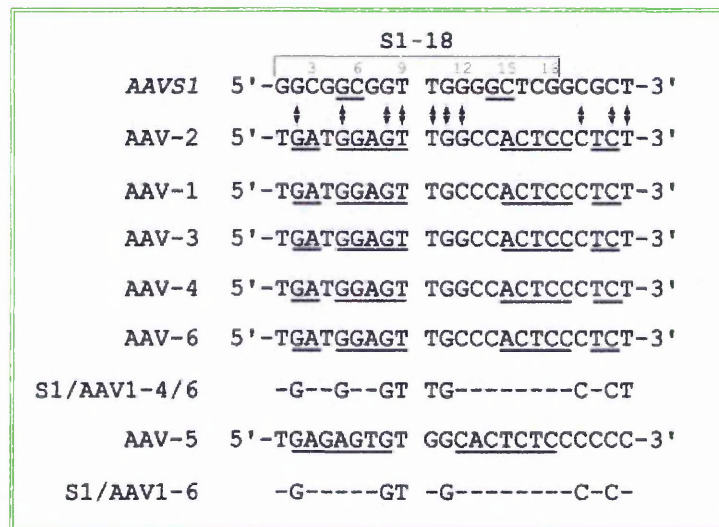 S1-18
3 6 9 12 15 18
AAVS1 5'-GGCGGCGGT TGGGGCTCGGCGCT-3'
AAV-2 5'-TGATGGAGT TGGCCACTCCCTCT-3'
AAV-1 5'-TGATGGAGT TGCCCACTCCCTCT-3'
AAV-3 5'-TGATGGAGT TGGCCACTCCCTCT-3'
AAV-4 5'-TGATGGAGT TGGCCACTCCCTCT-3'
AAV-6 5'-TGATGGAGT TGCCCACTCCCTCT-3'
S1/AAV1-4/6 -G--G--GT TG--------C-CT
AAV-5 5'-TGAGAGTGT GGCACTCTCCCCCC-3'
S1/AAV1-6 -G-----GT -G--------C-C-